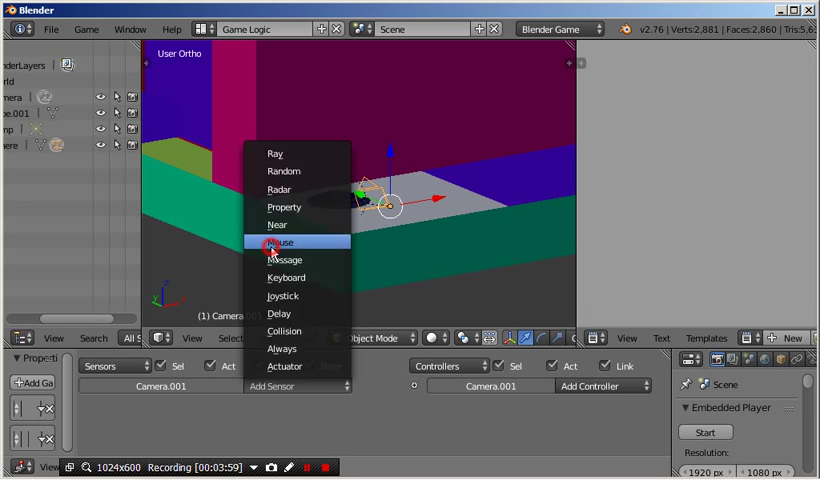 Blender
File Game Window Help Game Logic Scene Blender Game v2.76 | Verts:2,881 | Faces:2,860 | Tris:5,6
User Ortho
nderLayers
rld
mera
pe.001
mp
here
Ray
Random
Radar
Property
Near
Mouse
Message
Keyboard
Joystick
Delay
Collision
Always
Actuator
z
y
(1) Camera
View Search All S View Select Object Mode View Text Templates New
Properti
Sensors Sel Act Controllers Sel Act Link Scene
Add Ga
Camera.001 Add Sensor Camera.001 Add Controller
Embedded Player
Start
Resolution:
1920 px 1080 px
View 1024x600 Recording [00:03:59]